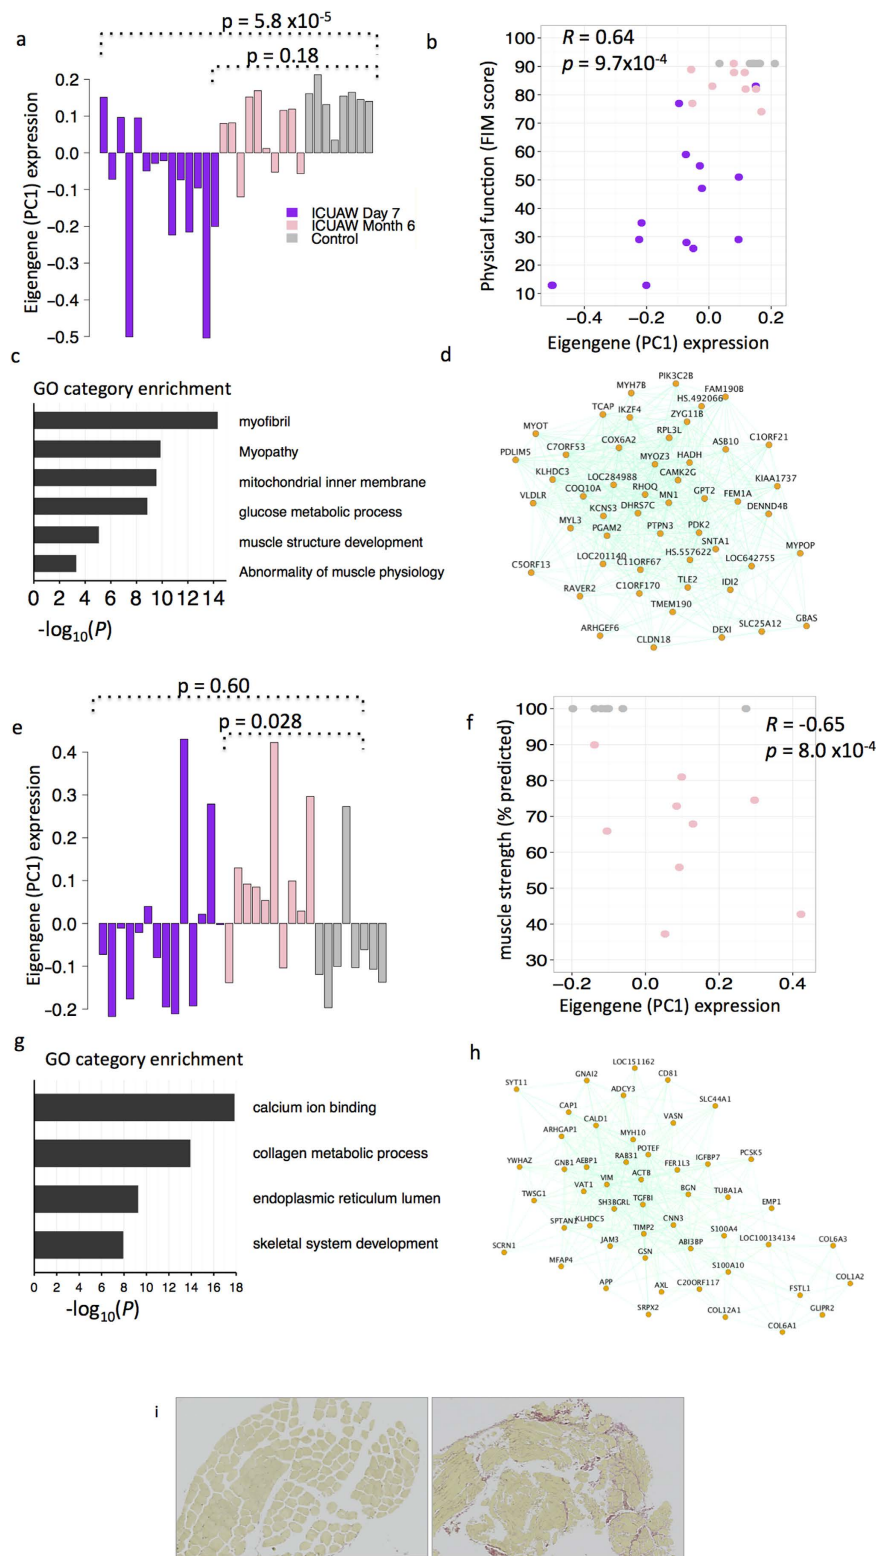 a
p = 5.8 x10-5
p = 0.18
Eigengene (PC1) expression
0.2
0.1
0.0
−0.1
−0.2
−0.3
−0.4
−0.5
ICUAW Day 7
ICUAW Month 6
Control
b
R = 0.64
p = 9.7x10-4
Physical function (FIM score)
100
90
80
70
60
50
40
30
20
10
−0.4
−0.2
0.0
0.2
Eigengene (PC1) expression
c
GO category enrichment
myofibril
Myopathy
mitochondrial inner membrane
glucose metabolic process
muscle structure development
Abnormality of muscle physiology
0 2 4 6 8 10 12 14
-log10(P)
d
PIK3C2B
MYH7B
FAM190B
HS.492066
TCAP
IKZF4
ZYG11B
MYOT
RPL3L
C1ORF21
C7ORF53
COX6A2
ASB10
PDLIM5
MYOZ3
HADH
KLHDC3
LOC284988
CAMK2G
KIAA1737
COQ10A
RHOQ
MN1
GPT2
FEM1A
VLDLR
KCNS3
DHRS7C
DENND4B
MYL3
PGAM2
PTPN3
PDK2
SNTA1
MYPOP
LOC201140
C11ORF67
HS.557622
LOC642755
C5ORF13
RAVER2
C1ORF170
TLE2
IDI2
TMEM190
ARHGEF6
SLC25A12
GBAS
CLDN18
DEXI
e
p = 0.60
p = 0.028
Eigengene (PC1) expression
0.4
0.3
0.2
0.1
0.0
−0.1
−0.2
f
R = -0.65
p = 8.0 x10-4
muscle strength (% predicted)
100
90
80
70
60
50
40
30
−0.2
0.0
0.2
0.4
Eigengene (PC1) expression
g
GO category enrichment
calcium ion binding
collagen metabolic process
endoplasmic reticulum lumen
skeletal system development
0 2 4 6 8 10 12 14 16 18
-log10(P)
h
LOC151162
GNAI2
CD81
SYT11
ADCY3
SLC44A1
CAP1
CALD1
VASN
ARHGAP1
MYH10
POTEF
PCSK5
YWHAZ
GNB1
AEBP1
RAB31
FER1L3
IGFBP7
VIM
ACTB
TWSG1
VAT1
BGN
TUBA1A
EMP1
SH3BGRL
TGFBI
SPTAN1
KLHDC5
CNN3
TIMP2
S100A4
LOC100134134
COL6A3
SCRN1
JAM3
ABI3BP
MFAP4
GSN
S100A10
COL1A2
APP
AXL
C20ORF117
FSTL1
SRPX2
COL12A1
GLIPR2
COL6A1
i